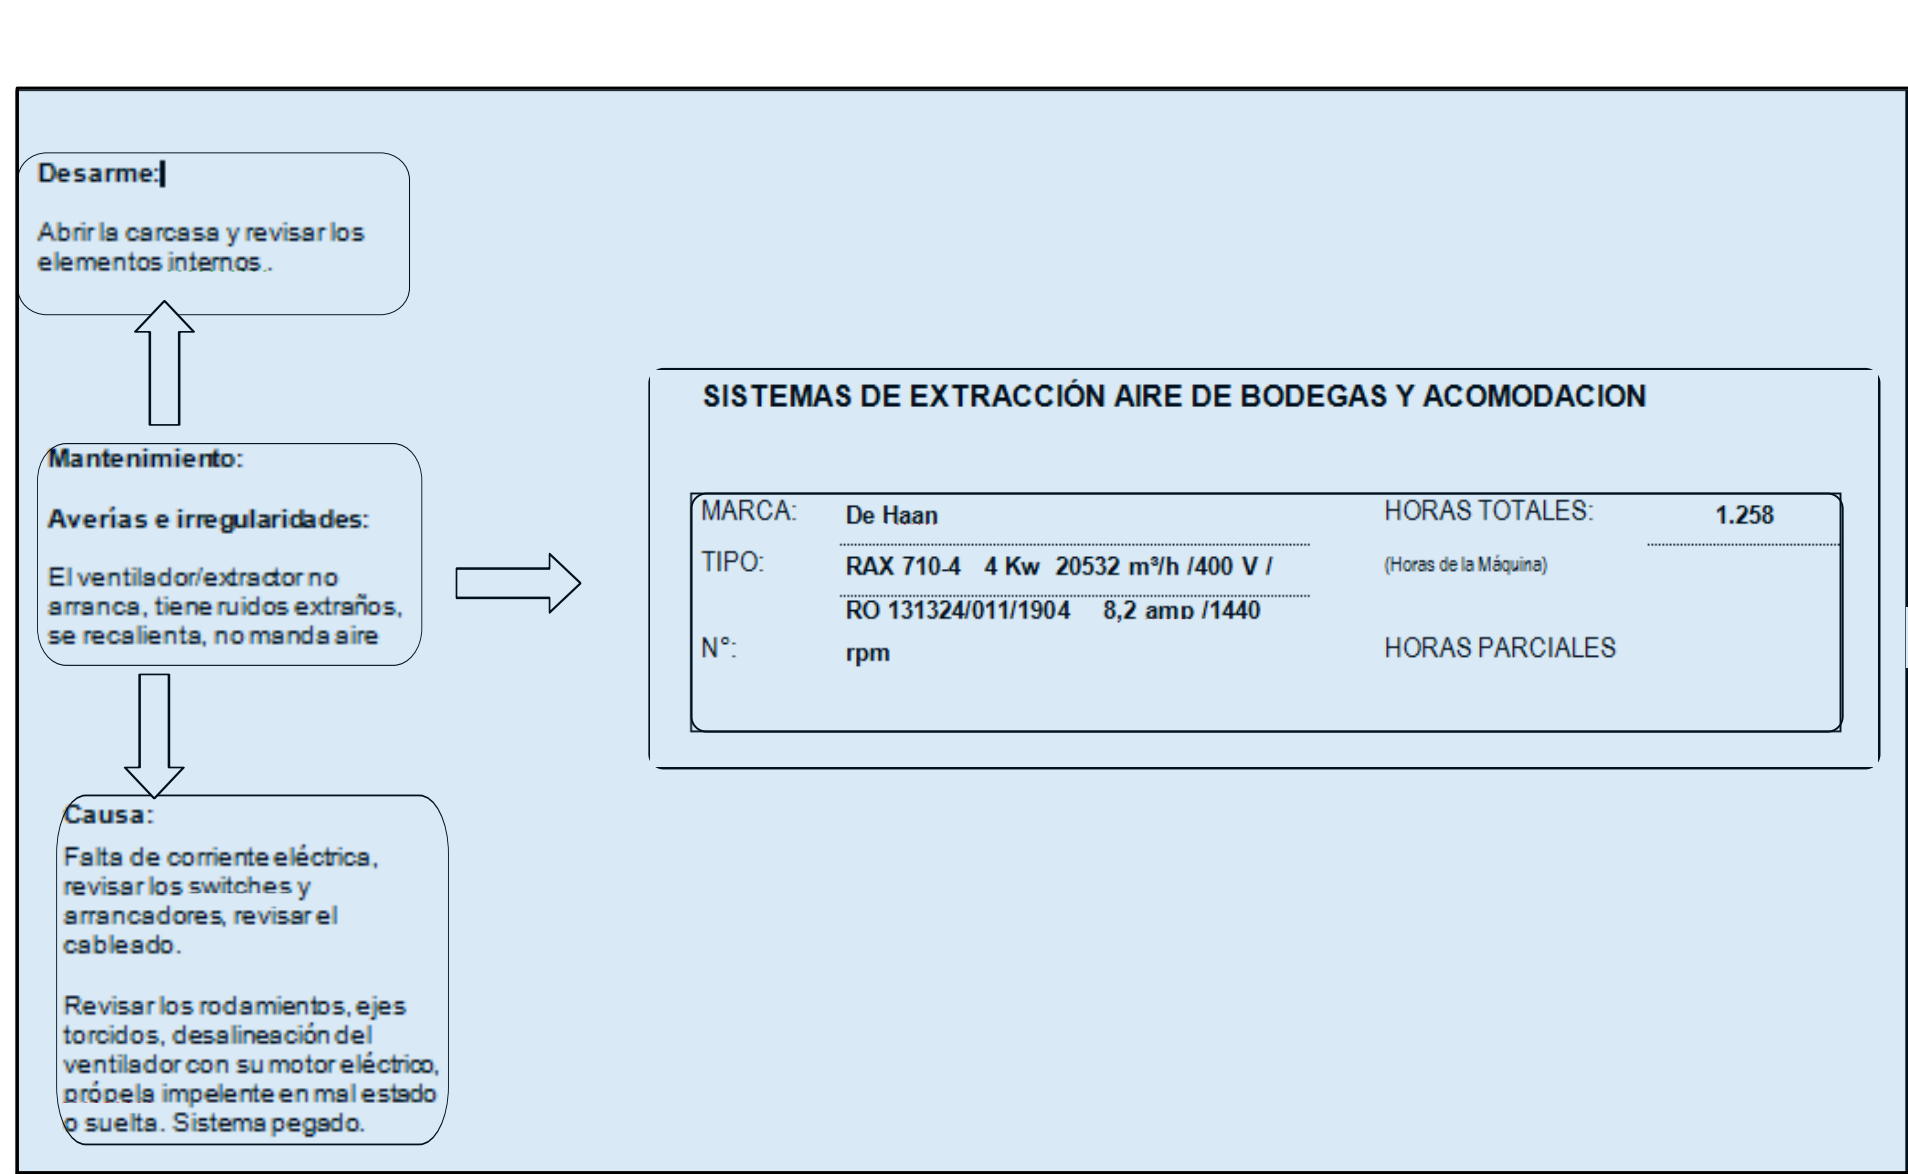 Desarme:
Abrir la carcasa y revisar los
elementos internos..
Mantenimiento:
Averías e irregularidades:
El ventilador/extractor no
arranca, tiene ruidos extraños,
se recalienta, no manda aire
Causa:
Falta de corriente eléctrica,
revisar los switches y
arrancadores, revisar el
cableado.
Revisar los rodamientos, ejes
torcidos, desalineación del
ventilador con su motor eléctrico,
própela impelente en mal estado
o suelta. Sistema pegado.
SISTEMAS DE EXTRACCIÓN AIRE DE BODEGAS Y ACOMODACION
MARCA: De Haan HORAS TOTALES: 1.258
TIPO: RAX 710-4 4 Kw 20532 m³/h /400 V / (Horas de la Máquina)
RO 131324/011/1904 8,2 amp /1440
N°: rpm HORAS PARCIALES